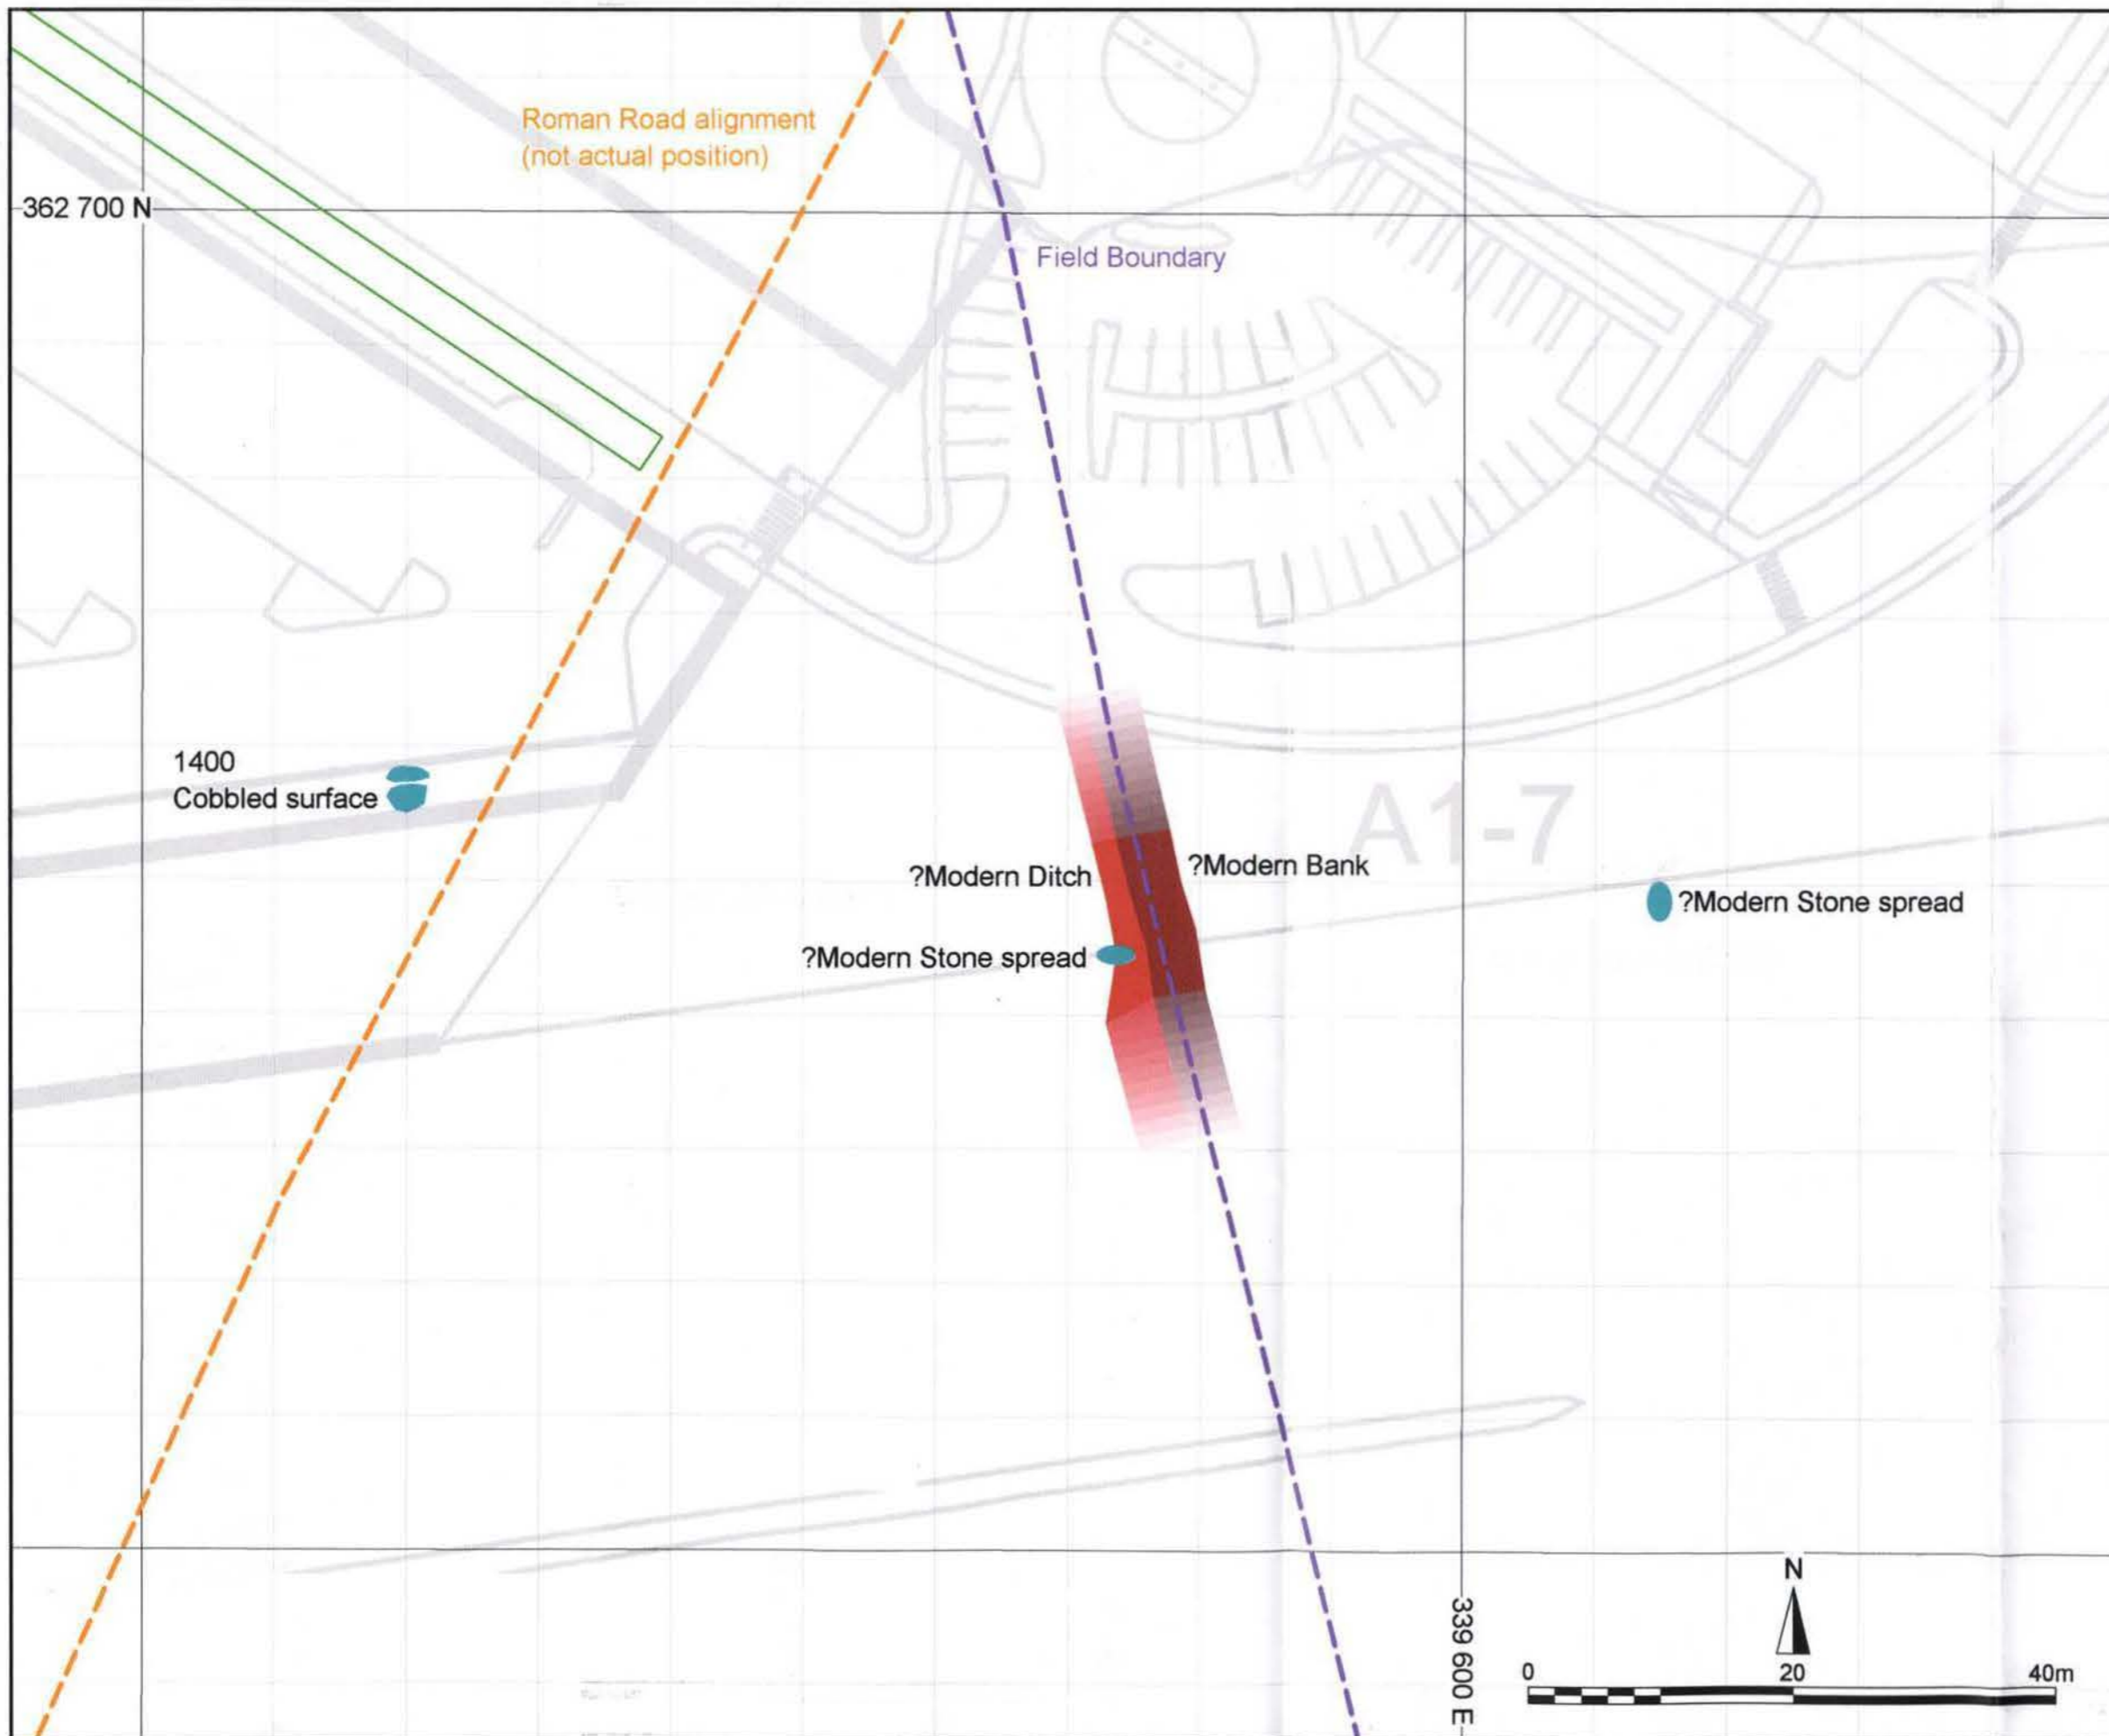 Roman Road alignment
(not actual position)
362 700 N
Field Boundary
1400
Cobbled surface
A1-7
?Modern Ditch
?Modern Bank
?Modern Stone spread
?Modern Stone spread
339 600 E
N
0 20 40m